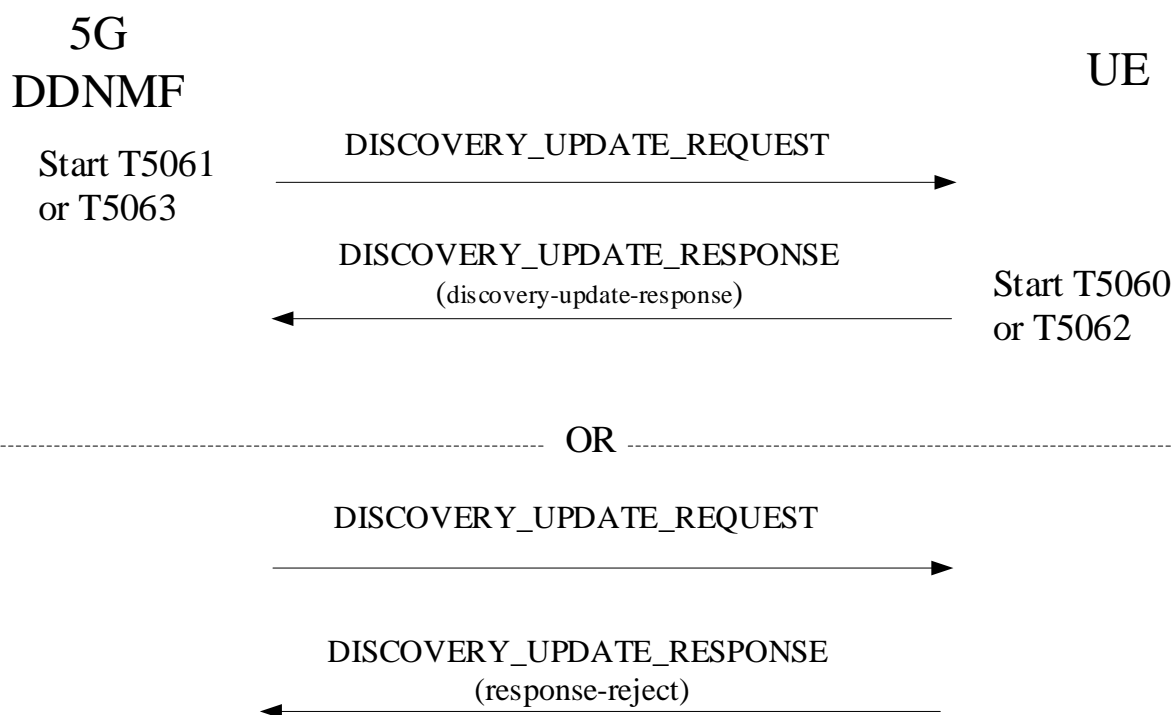 5G
DDNMF
UE
Start T5061
or T5063
DISCOVERY_UPDATE_REQUEST
DISCOVERY_UPDATE_RESPONSE
(discovery-update-response)
Start T5060
or T5062
OR
DISCOVERY_UPDATE_REQUEST
DISCOVERY_UPDATE_RESPONSE
(response-reject)